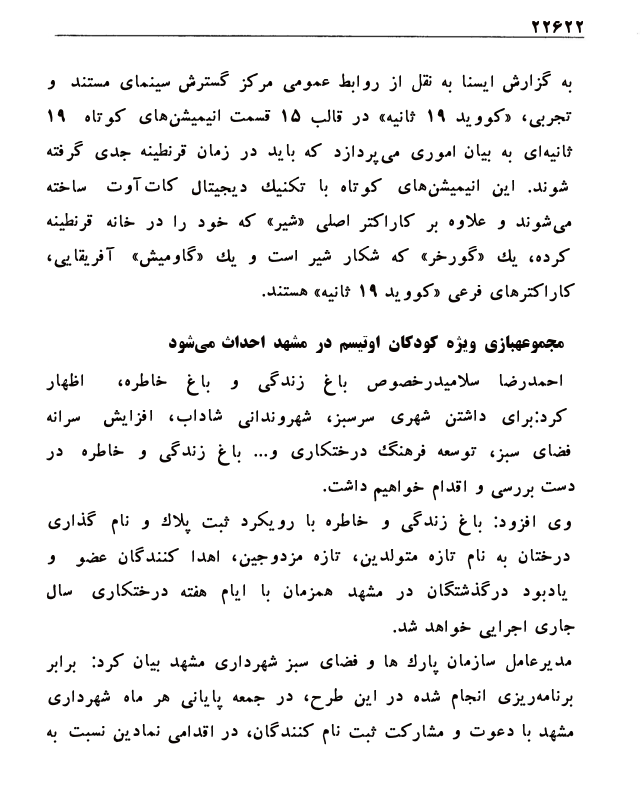 ۲۲۶۲۲
به گزارش ایسنا به نقل از روابط عمومی مرکز گسترش سینمای مستند و
تجربی، «کووید ۱۹ ثانیه» در قالب ۱۵ قسمت انیمیشن‌های کوتاه ۱۹
ثانیه‌ای به بیان اموری می‌پردازد که باید در زمان قرنطینه جدی گرفته
شوند. این انیمیشن‌های کوتاه با تکنیك دیجیتال کات‌آوت ساخته
می‌شوند و علاوه بر کاراکتر اصلی «شیر» که خود را در خانه قرنطینه
کرده، یك «گورخر» که شکار شیر است و یك «گاومیش» آفریقایی،
کاراکترهای فرعی «کووید ۱۹ ثانیه» هستند.
مجموعهبازی ویژه کودکان اوتیسم در مشهد احداث می‌شود
احمدرضا سلامیدرخصوص باغ زندگی و باغ خاطره، اظهار
کرد:برای داشتن شهری سرسبز، شهروندانی شاداب، افزایش سرانه
فضای سبز، توسعه فرهنگ درختکاری و... باغ زندگی و خاطره در
دست بررسی و اقدام خواهیم داشت.
وی افزود: باغ زندگی و خاطره با رویکرد ثبت پلاك و نام گذاری
درختان به نام تازه متولدین، تازه مزدوجین، اهدا کنندگان عضو و
یادبود درگذشتگان در مشهد همزمان با ایام هفته درختکاری سال
جاری اجرایی خواهد شد.
مدیرعامل سازمان پارك ها و فضای سبز شهرداری مشهد بیان کرد: برابر
برنامه‌ریزی انجام شده در این طرح، در جمعه پایانی هر ماه شهرداری
مشهد با دعوت و مشارکت ثبت نام کنندگان، در اقدامی نمادین نسبت به